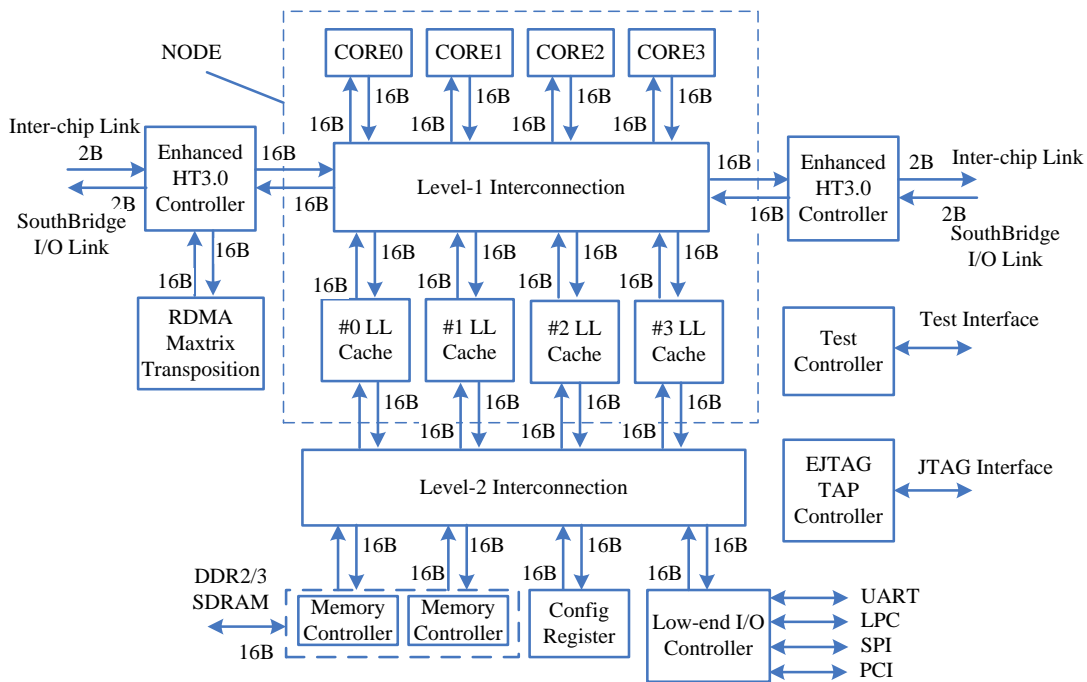 CORE0
CORE1
CORE2
CORE3
NODE
16B
16B
16B
16B
16B
16B
16B
16B
Inter-chip Link
2B
Enhanced
HT3.0
Controller
16B
16B
2B
SouthBridge
I/O Link
Level-1 Interconnection
16B
16B
Enhanced
HT3.0
Controller
2B
Inter-chip Link
2B
SouthBridge
I/O Link
16B
16B
RDMA
Maxtrix
Transposition
16B
16B
16B
16B
16B
16B
16B
16B
#0 LL
Cache
#1 LL
Cache
#2 LL
Cache
#3 LL
Cache
Test
Controller
Test Interface
16B
16B
16B
16B
16B
16B
16B
16B
Level-2 Interconnection
EJTAG
TAP
Controller
JTAG Interface
16B
16B
16B
16B
16B
16B
16B
16B
DDR2/3
SDRAM
16B
Memory
Controller
Memory
Controller
Config
Register
Low-end I/O
Controller
UART
LPC
SPI
PCI